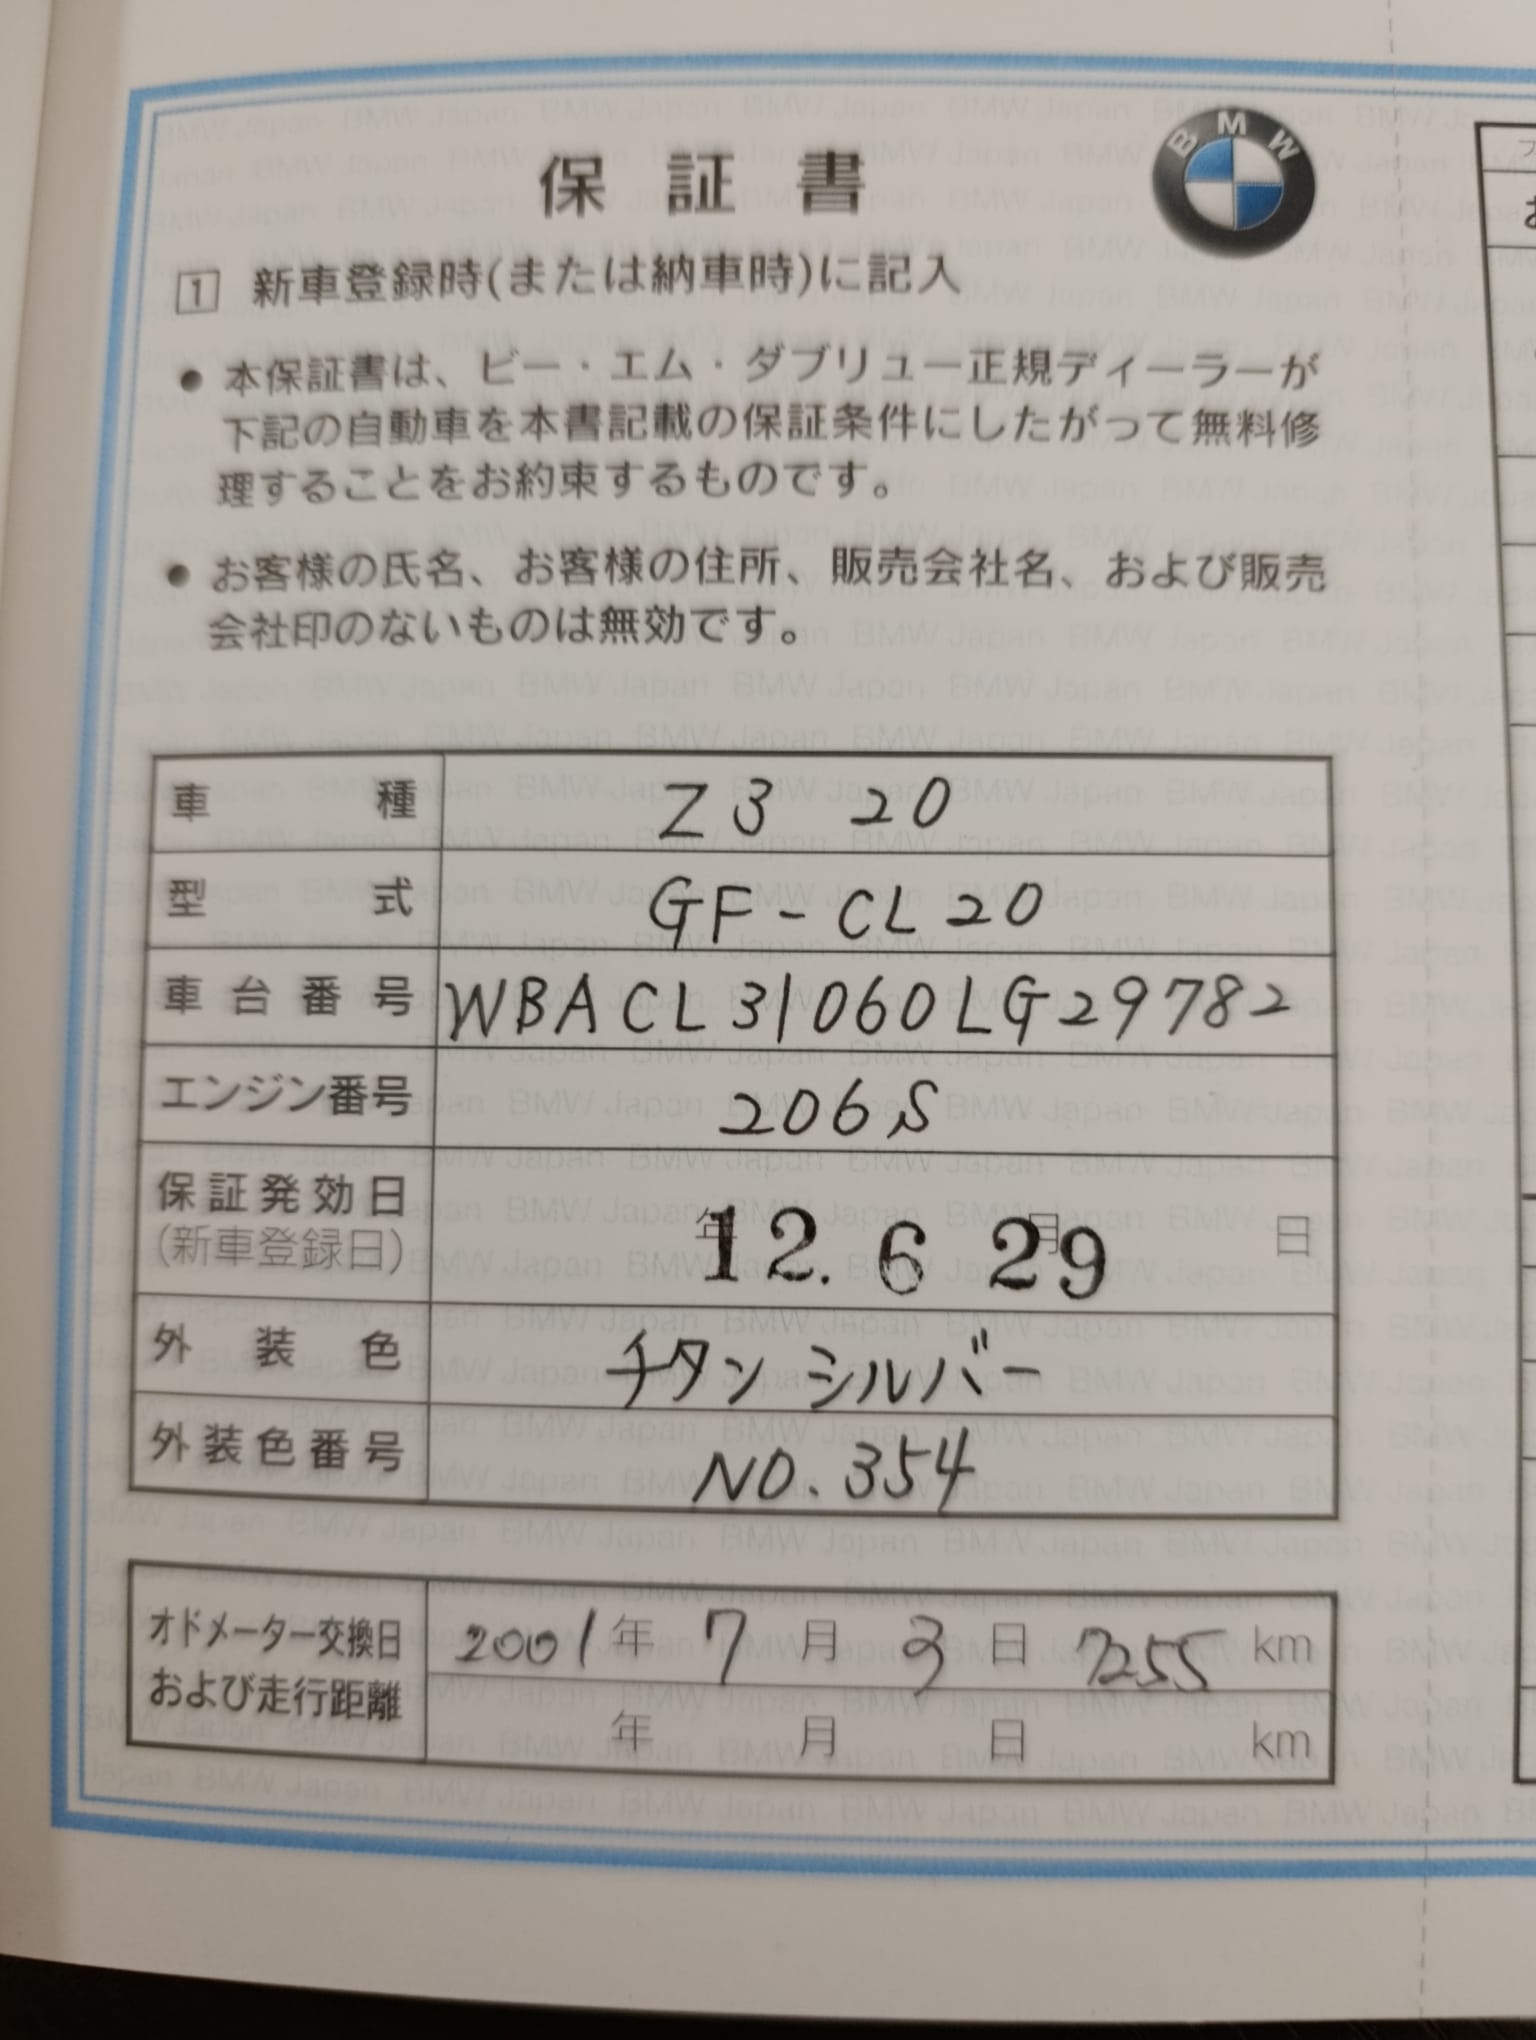 BMW
保証書
1 新車登録時(または納車時)に記入
● 本保証書は、ビー・エム・ダブリュー正規ディーラーが
下記の自動車を本書記載の保証条件にしたがって無料修
理することをお約束するものです。
● お客様の氏名、お客様の住所、販売会社名、および販売
会社印のないものは無効です。
車種 Z3 20
型式 GF-CL20
車台番号 WBACL31060LG29782
エンジン番号 206S
保証発効日
(新車登録日) 年 12. 6 月 29 日
外装色 チタンシルバー
外装色番号 NO.354
オドメーター交換日
および走行距離
2001年 7月 3日 7255 km
年 月 日 km